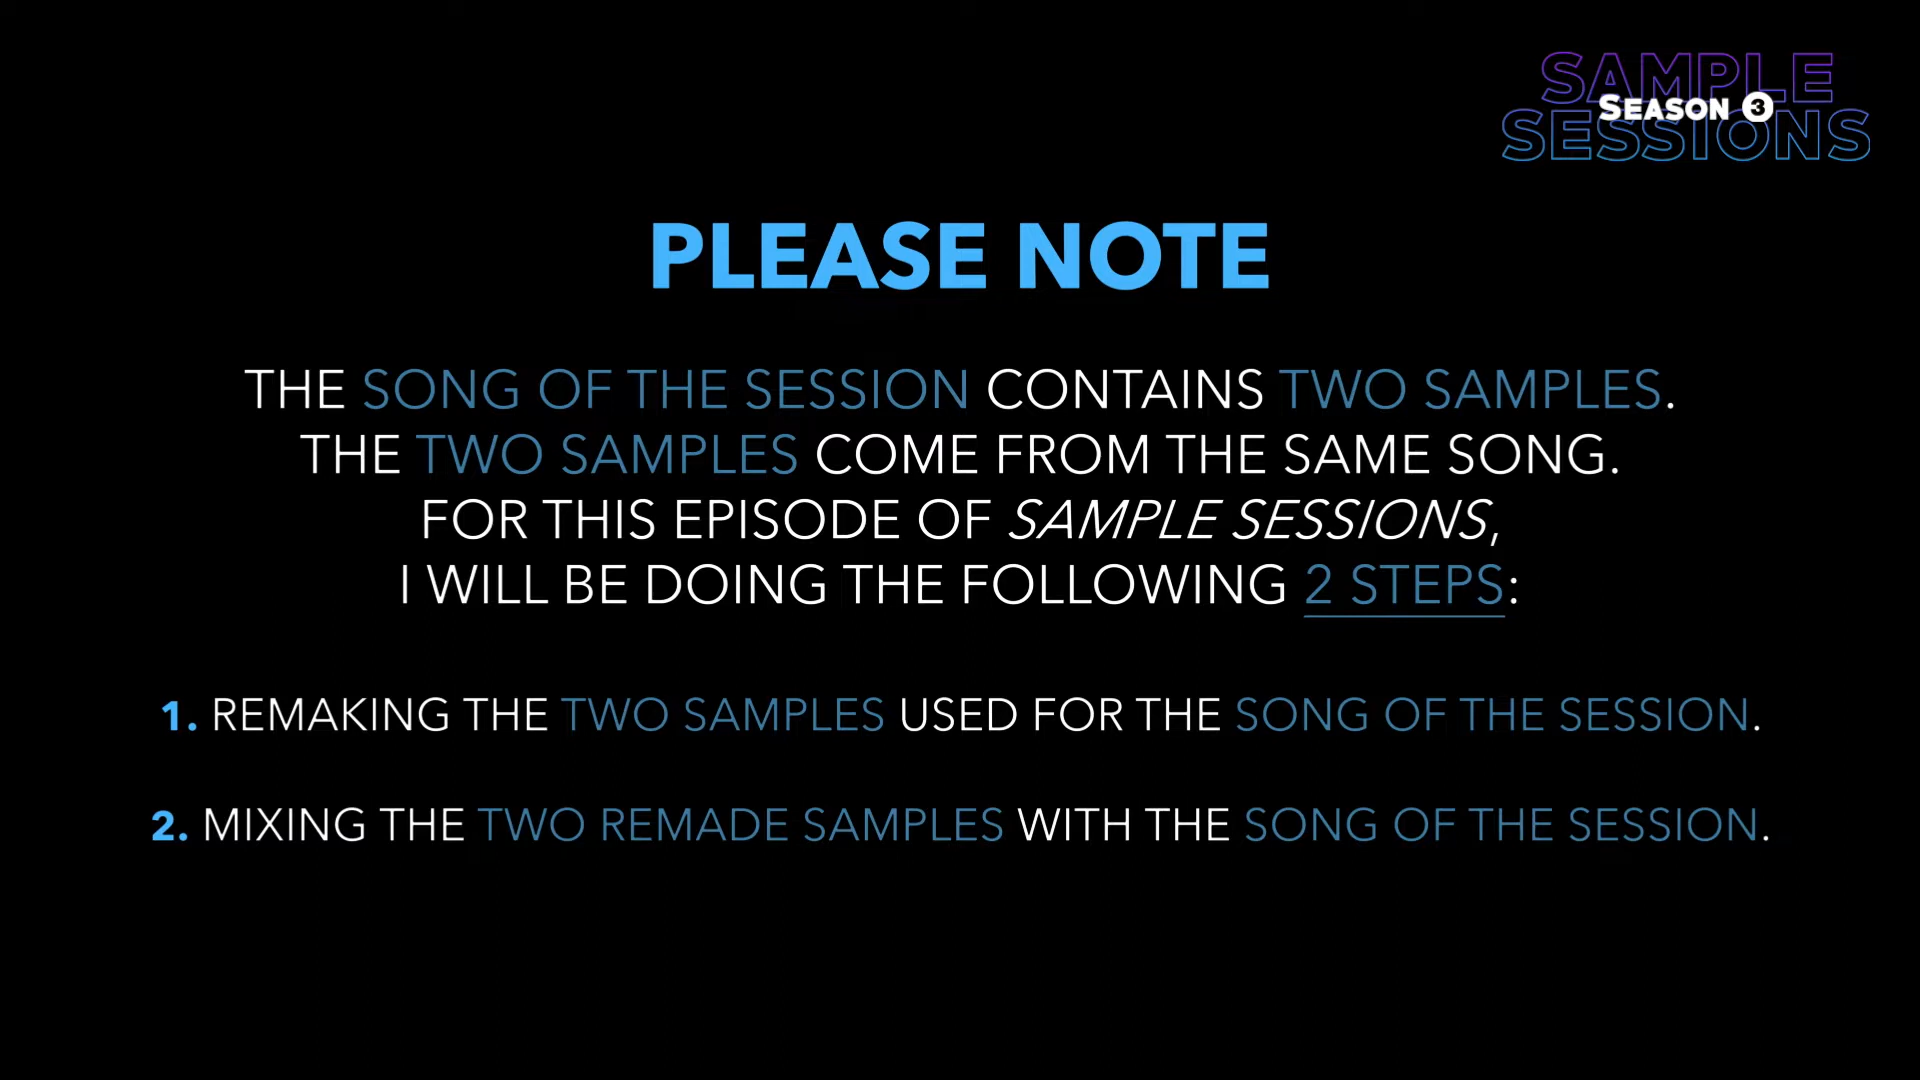 SAMPLE
SEASON 3
SESSIONS
PLEASE NOTE
THE SONG OF THE SESSION CONTAINS TWO SAMPLES.
THE TWO SAMPLES COME FROM THE SAME SONG.
FOR THIS EPISODE OF SAMPLE SESSIONS,
I WILL BE DOING THE FOLLOWING 2 STEPS:
1. REMAKING THE TWO SAMPLES USED FOR THE SONG OF THE SESSION.
2. MIXING THE TWO REMADE SAMPLES WITH THE SONG OF THE SESSION.